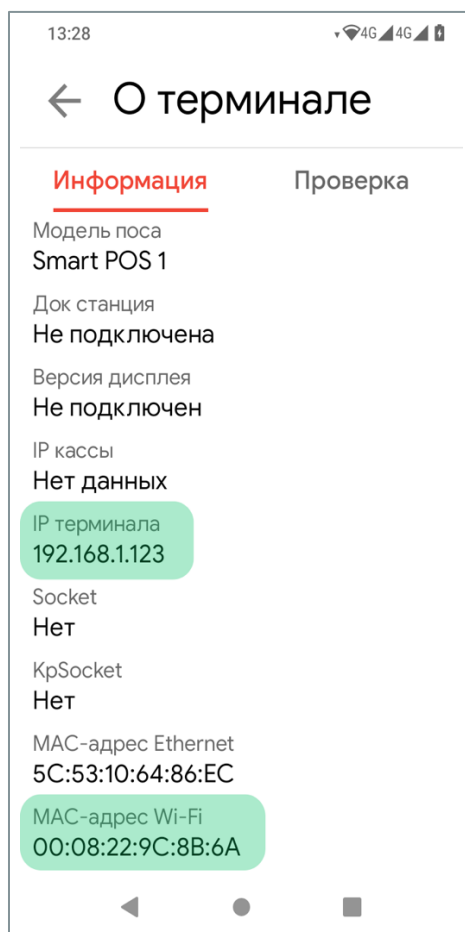 13:28
4G 4G
О терминале
Информация Проверка
Модель поса
Smart POS 1
Док станция
Не подключена
Версия дисплея
Не подключен
IP кассы
Нет данных
IP терминала
192.168.1.123
Socket
Нет
KpSocket
Нет
MAC-адрес Ethernet
5C:53:10:64:86:EC
MAC-адрес Wi-Fi
00:08:22:9C:8B:6A